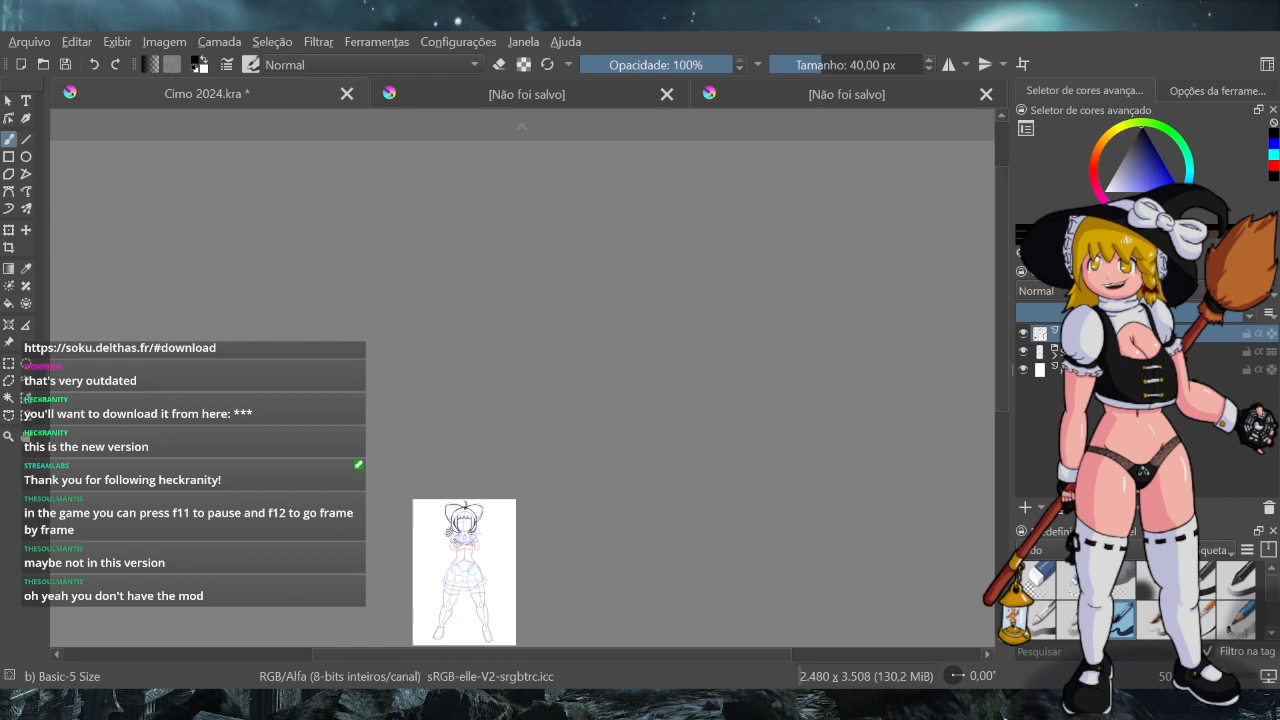 Arquivo Editar Exibir Imagem Camada Seleção Filtrar Ferramentas Configurações Janela Ajuda
Normal Opacidade: 100% Tamanho: 40,00 px
Cirno 2024.kra * [Não foi salvo] [Não foi salvo]
Seletor de cores avança... Opções da ferrame...
Seletor de cores avançado
Normal
https://soku.delthas.fr/#download
that's very outdated
HECKRANITY
you'll want to download it from here: ***
HECKRANITY
this is the new version
STREAMLABS
Thank you for following heckranity!
THESOULMANTIS
in the game you can press f11 to pause and f12 to go frame
by frame
THESOULMANTIS
maybe not in this version
THESOULMANTIS
oh yeah you don't have the mod
Pesquisar Filtro na tag
b) Basic-5 Size RGB/Alfa (8-bits inteiros/canal) sRGB-elle-V2-srgbtrc.icc 2.480 x 3.508 (130,2 MiB) 0,00° 50